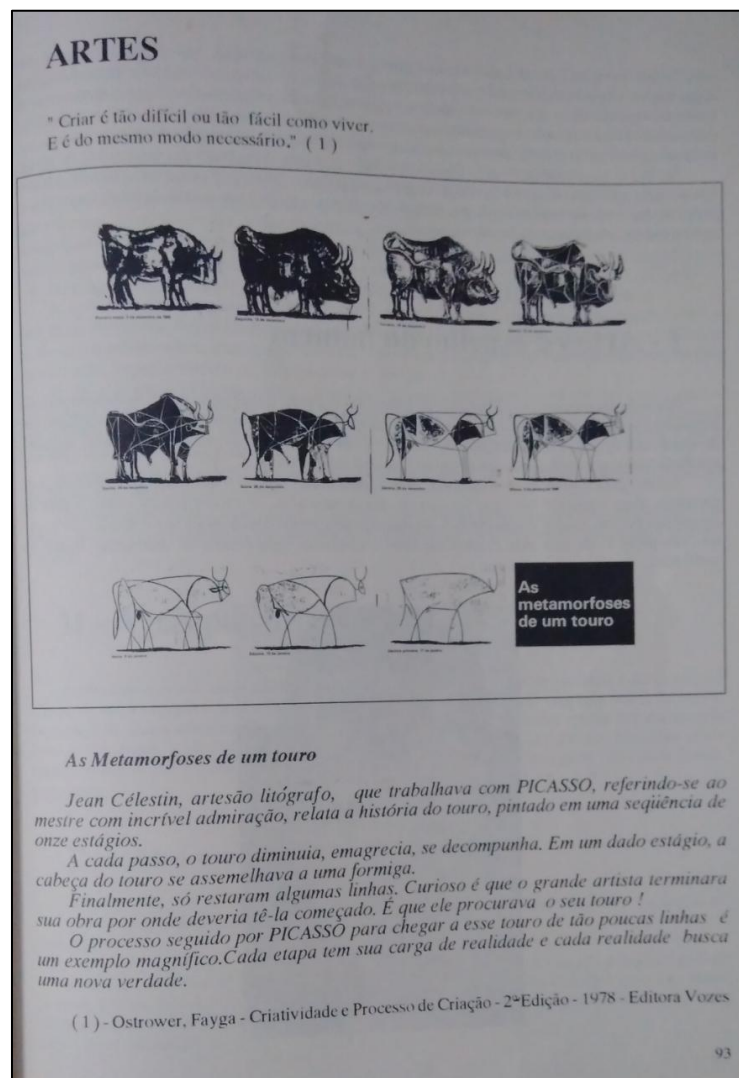 ARTES
" Criar é tão difícil ou tão fácil como viver.
E é do mesmo modo necessário." ( 1 )
As
metamorfoses
de um touro
As Metamorfoses de um touro
Jean Célestin, artesão litógrafo, que trabalhava com PICASSO, referindo-se ao
mestre com incrível admiração, relata a história do touro, pintado em uma seqüência de
onze estágios.
A cada passo, o touro diminuia, emagrecia, se decompunha. Em um dado estágio, a
cabeça do touro se assemelhava a uma formiga.
Finalmente, só restaram algumas linhas. Curioso é que o grande artista terminara
sua obra por onde deveria tê-la começado. É que ele procurava o seu touro !
O processo seguido por PICASSO para chegar a esse touro de tão poucas linhas é
um exemplo magnífico.Cada etapa tem sua carga de realidade e cada realidade busca
uma nova verdade.
( 1 ) - Ostrower, Fayga - Criatividade e Processo de Criação - 2ªEdição - 1978 - Editora Vozes
93